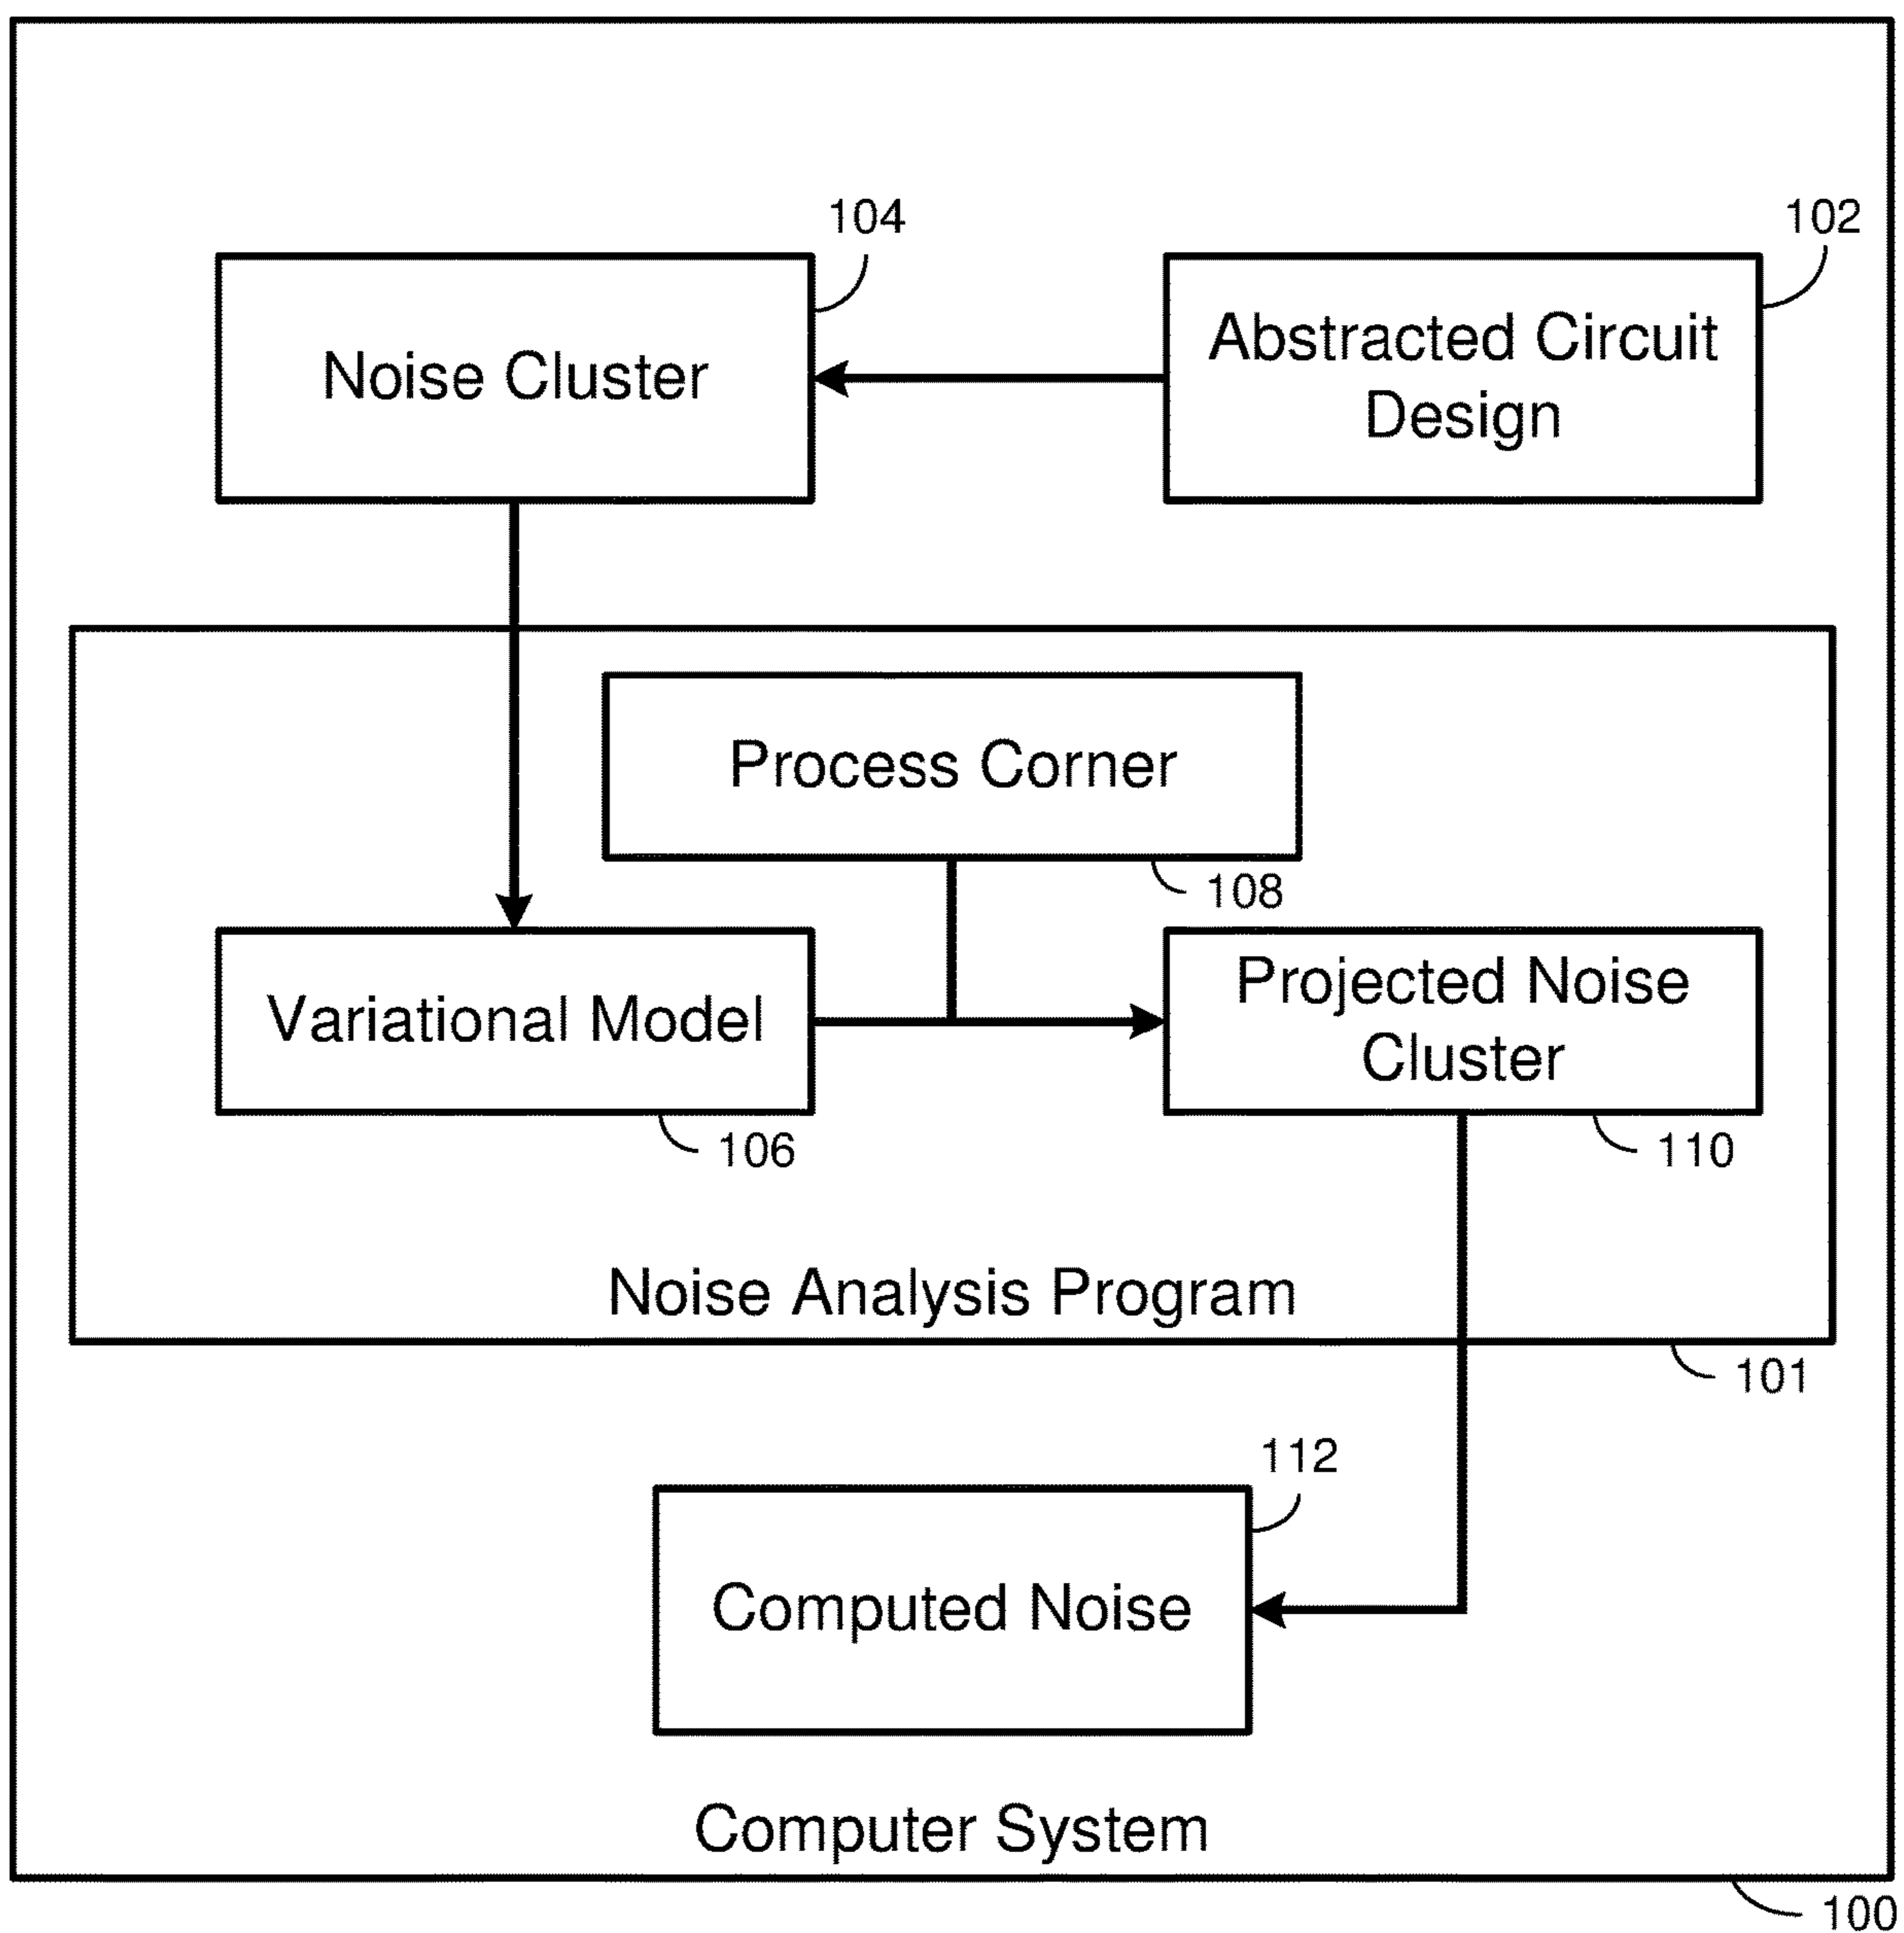 104
102
Noise Cluster
Abstracted Circuit
Design
Process Corner
108
Variational Model
Projected Noise
Cluster
106
110
Noise Analysis Program
101
112
Computed Noise
Computer System
100